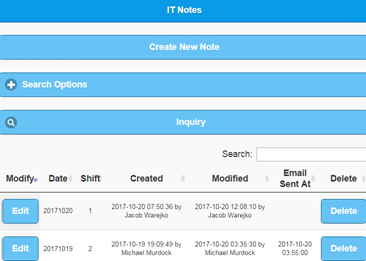 IT Notes
Create New Note
Search Options
Inquiry
Search:
Modify Date Shift Created Modified Email Sent At Delete
Edit 20171020 1 2017-10-20 07:50:36 by Jacob Warejko 2017-10-20 12:08:10 by Jacob Warejko Delete
Edit 20171019 2 2017-10-19 19:09:49 by Michael Murdock 2017-10-20 03:35:30 by Michael Murdock 2017-10-20 03:55:00 Delete